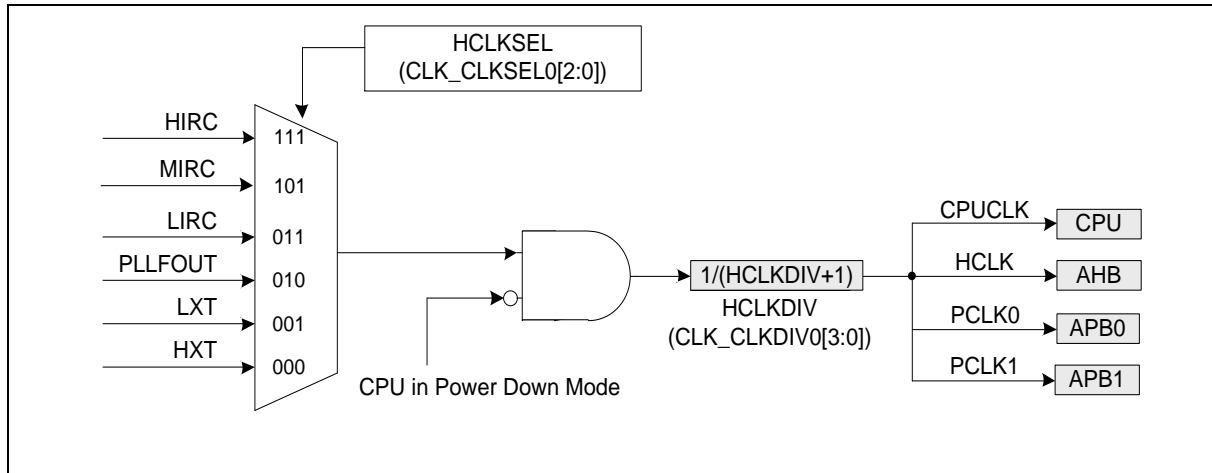 HCLKSEL
(CLK_CLKSEL0[2:0])
HIRC
111
MIRC
101
LIRC
011
PLLFOUT
010
LXT
001
HXT
000
CPU in Power Down Mode
1/(HCLKDIV+1)
HCLKDIV
(CLK_CLKDIV0[3:0])
CPUCLK
CPU
HCLK
AHB
PCLK0
APB0
PCLK1
APB1